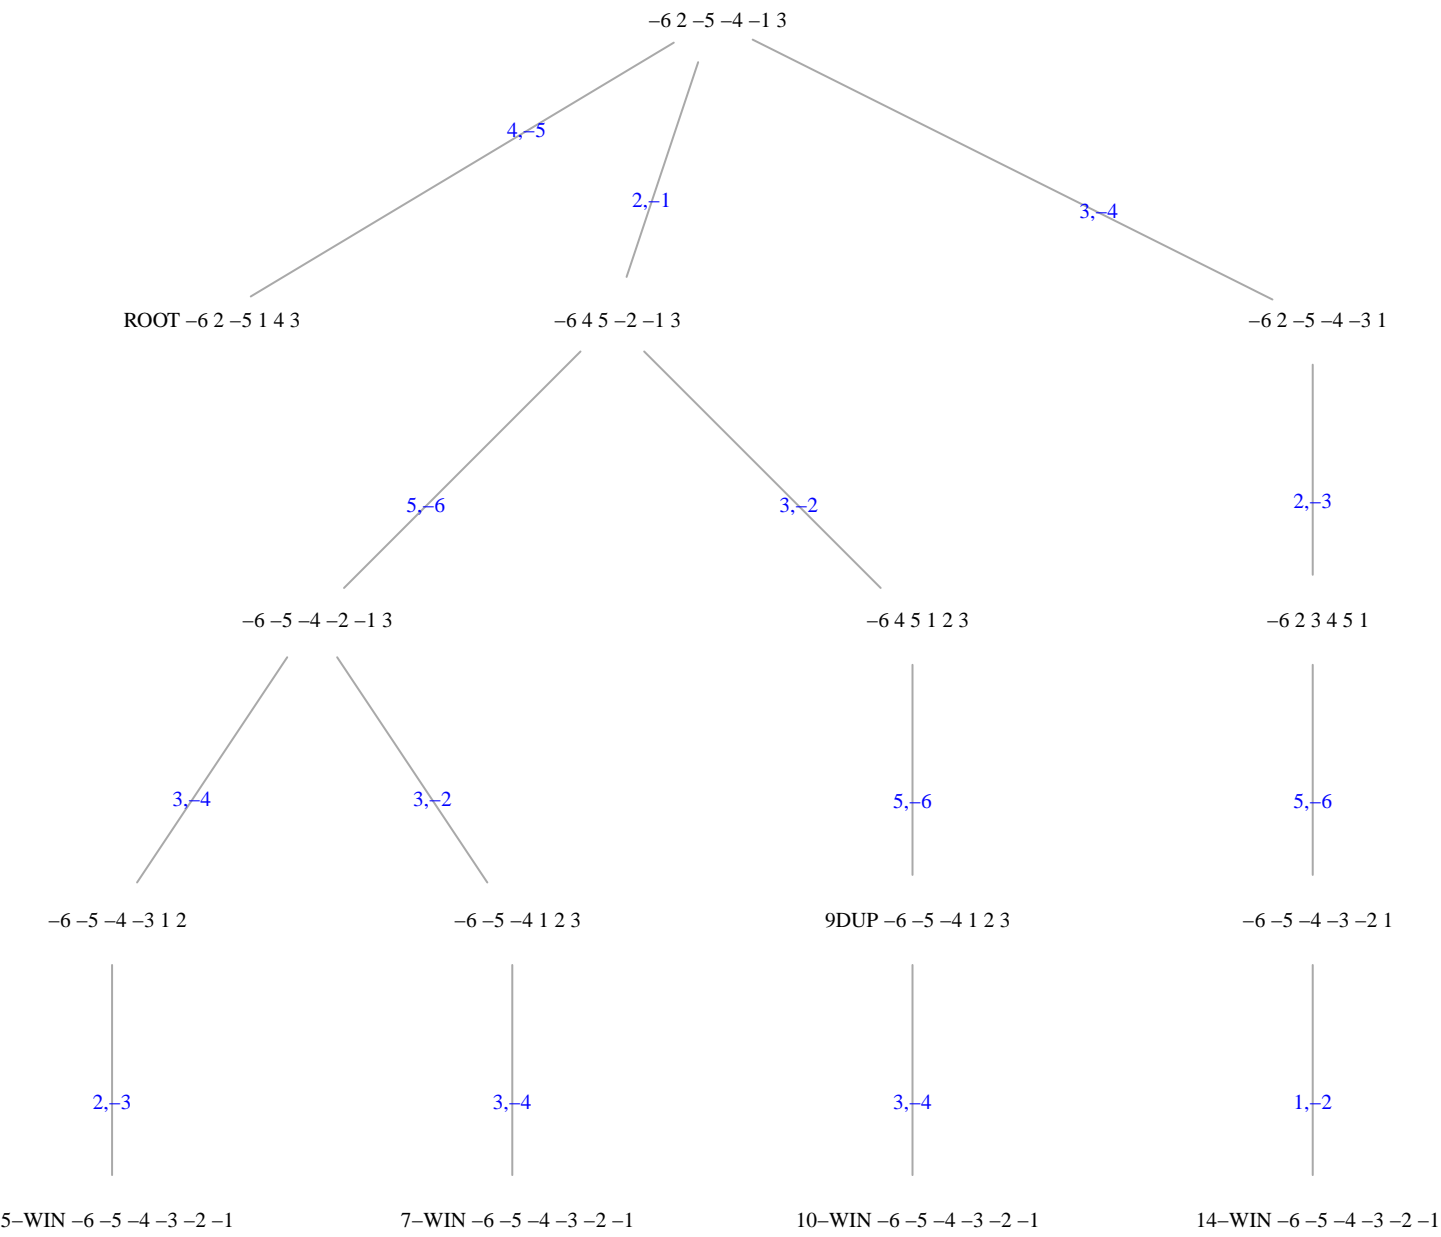 −6 2 −5 −4 −1 3
4,−5
2,−1
3,−4
ROOT −6 2 −5 1 4 3
−6 4 5 −2 −1 3
−6 2 −5 −4 −3 1
5,−6
3,−2
2,−3
−6 −5 −4 −2 −1 3
−6 4 5 1 2 3
−6 2 3 4 5 1
3,−4
3,−2
5,−6
5,−6
−6 −5 −4 −3 1 2
−6 −5 −4 1 2 3
9DUP −6 −5 −4 1 2 3
−6 −5 −4 −3 −2 1
2,−3
3,−4
3,−4
1,−2
5−WIN −6 −5 −4 −3 −2 −1
7−WIN −6 −5 −4 −3 −2 −1
10−WIN −6 −5 −4 −3 −2 −1
14−WIN −6 −5 −4 −3 −2 −1